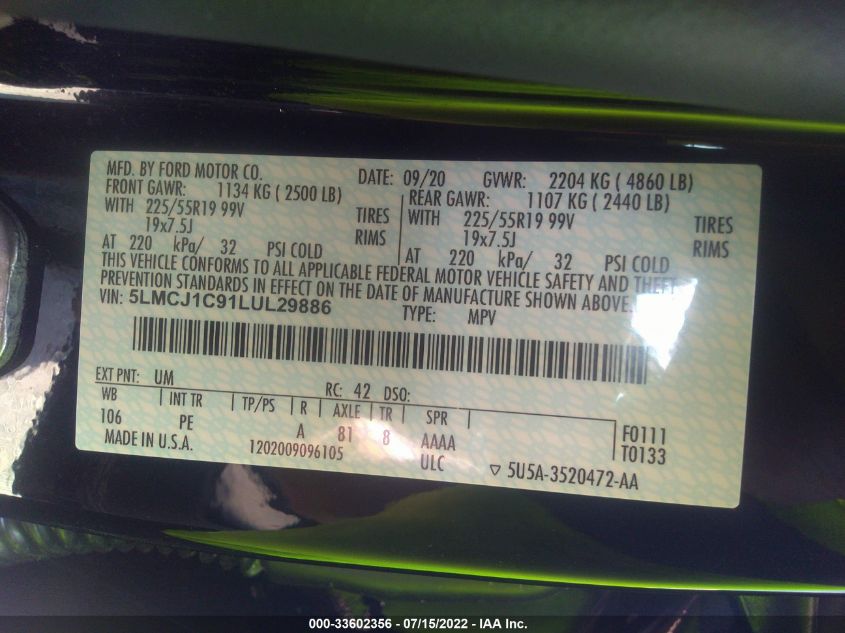 MFD. BY FORD MOTOR CO. DATE: 09/20 GVWR: 2204 KG ( 4860 LB)
FRONT GAWR: 1134 KG ( 2500 LB) REAR GAWR: 1107 KG ( 2440 LB)
WITH 225/55R19 99V TIRES WITH 225/55R19 99V TIRES
19x7.5J RIMS 19x7.5J RIMS
AT 220 kPa/ 32 PSI COLD AT 220 kPa/ 32 PSI COLD
THIS VEHICLE CONFORMS TO ALL APPLICABLE FEDERAL MOTOR VEHICLE SAFETY AND THEFT
PREVENTION STANDARDS IN EFFECT ON THE DATE OF MANUFACTURE SHOWN ABOVE.
VIN: 5LMCJ1C91LUL29886 TYPE: MPV
EXT PNT: UM RC: 42 DSO:
WB INT TR TP/PS R AXLE TR SPR
106 PE A 81 8 AAAA F0111
MADE IN U.S.A. 1202009096105 ULC T0133
▽ 5U5A-3520472-AA
000-33602356 - 07/15/2022 - IAA Inc.